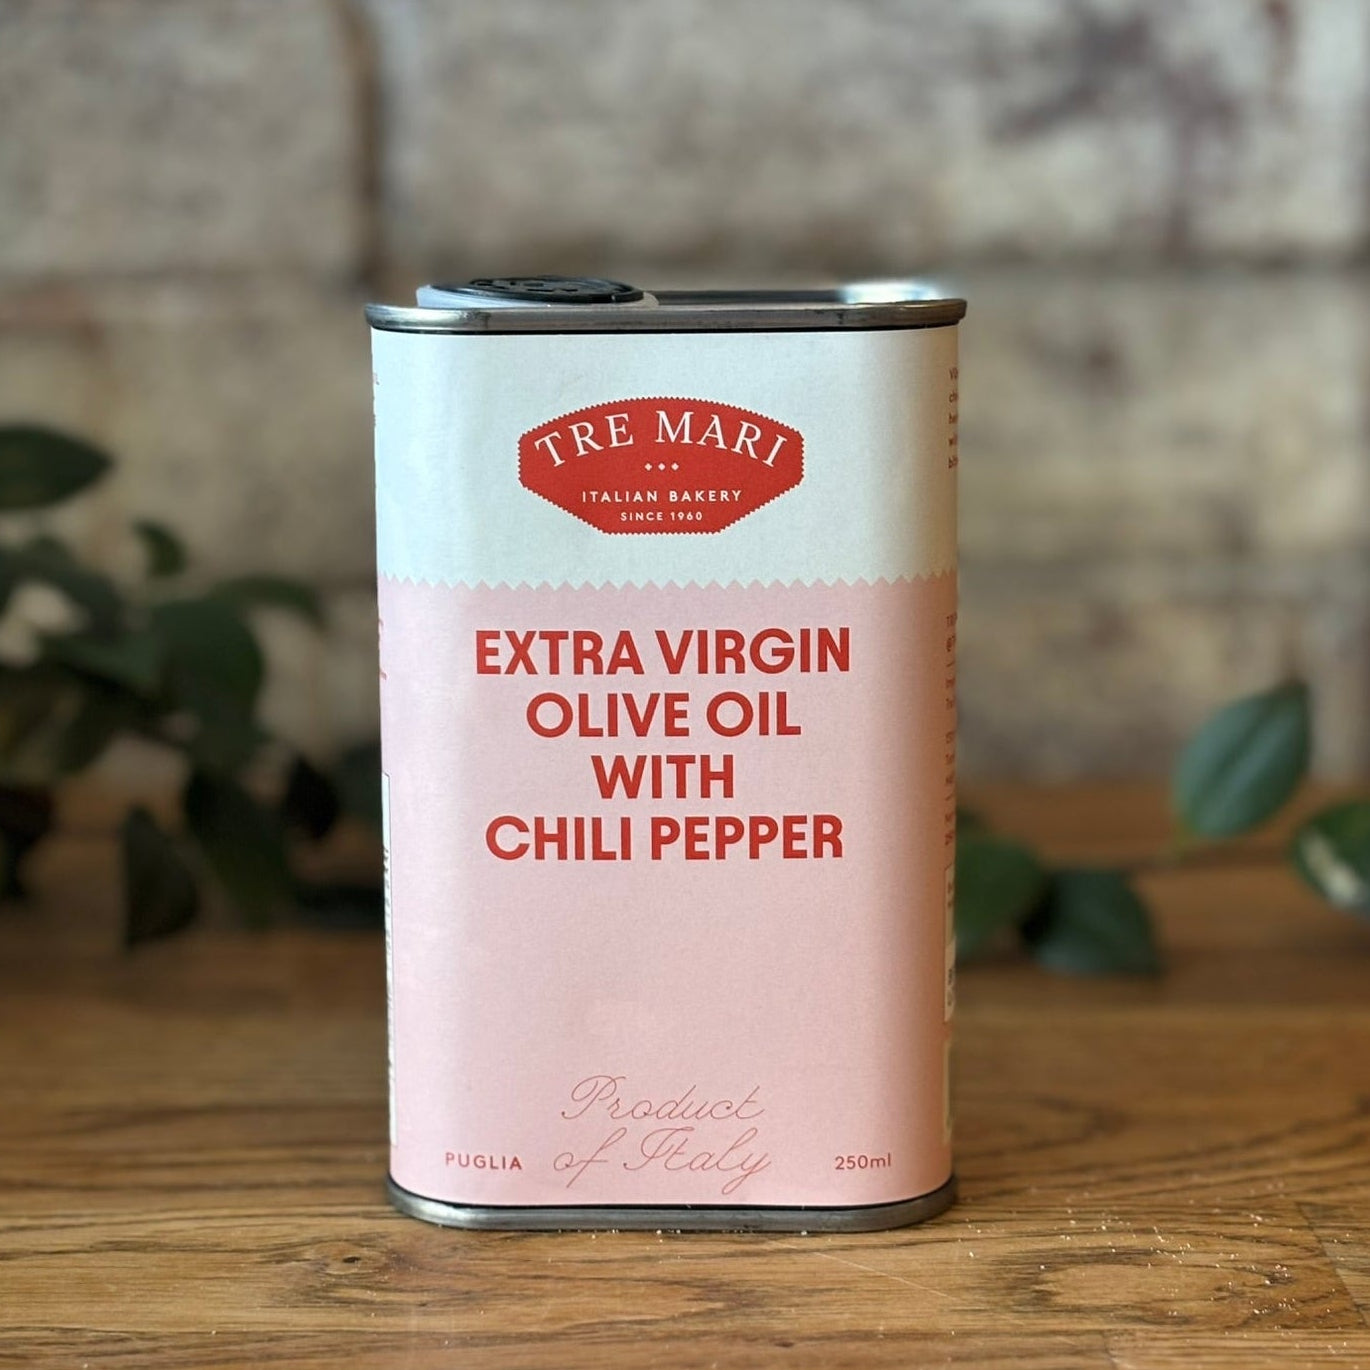 TRE MARI
ITALIAN BAKERY
SINCE 1960
EXTRA VIRGIN
OLIVE OIL
WITH
CHILI PEPPER
Product
of Italy
PUGLIA
250ml